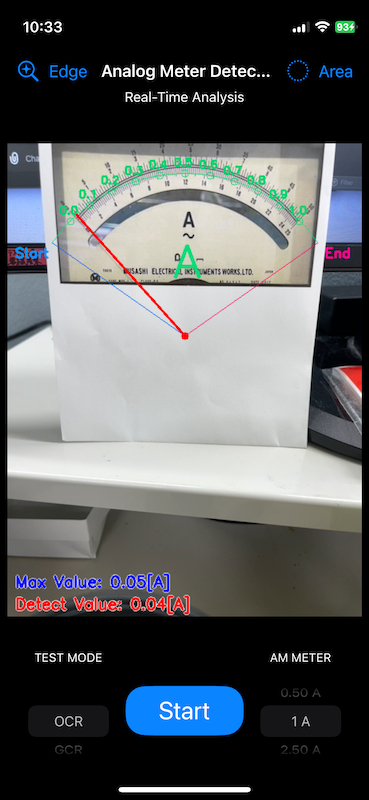 10:33
93
Edge Analog Meter Detec... Area
Real-Time Analysis
Cha
0.0 0.1 0.2 0.3 0.4 0.5 0.6 0.7 0.8 0.9 1.0
A
~
A
Start
End
MUSASHI ELECTRICAL INSTRUMENTS WORKS,LTD.
Max Value: 0.05[A]
Detect Value: 0.04[A]
TEST MODE
AM METER
0.50 A
OCR
Start
1 A
GCR
2.50 A